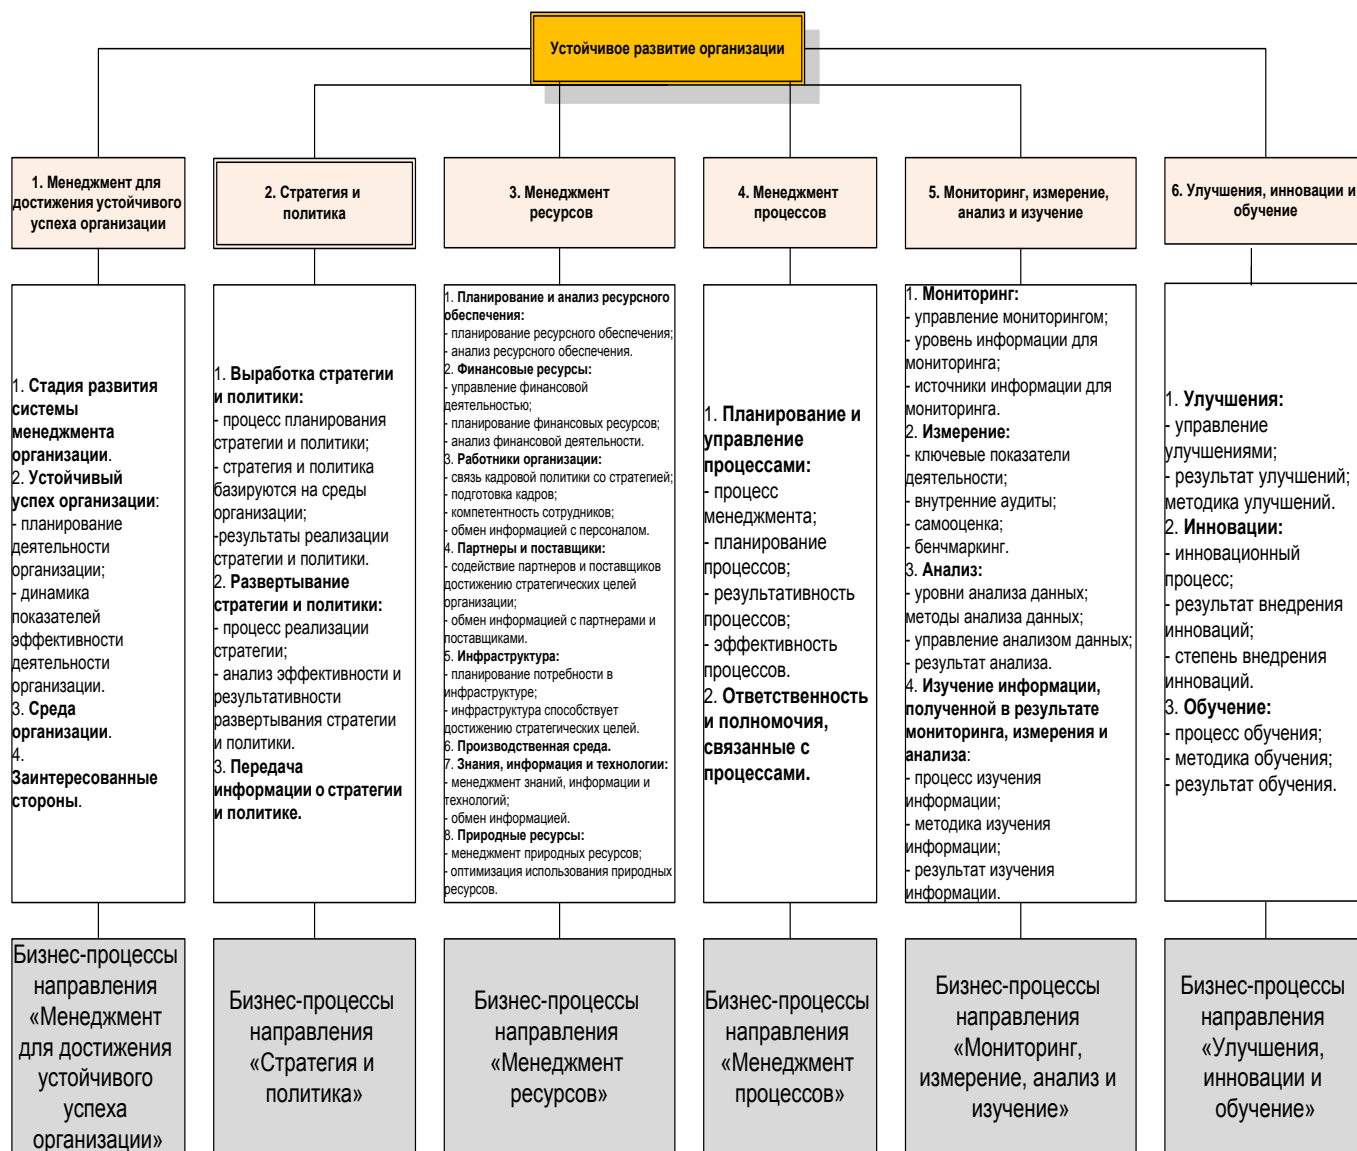 Устойчивое развитие организации
1. Менеджмент для
достижения устойчивого
успеха организации
2. Стратегия и
политика
3. Менеджмент
ресурсов
4. Менеджмент
процессов
5. Мониторинг, измерение,
анализ и изучение
6. Улучшения, инновации и
обучение
1. Стадия развития
системы
менеджмента
организации.
2. Устойчивый
успех организации:
- планирование
деятельности
организации;
- динамика
показателей
эффективности
деятельности
организации.
3. Среда
организации.
4.
Заинтересованные
стороны.
1. Выработка стратегии
и политики:
- процесс планирования
стратегии и политики;
- стратегия и политика
базируются на среды
организации;
-результаты реализации
стратегии и политики.
2. Развертывание
стратегии и политики:
- процесс реализации
стратегии;
- анализ эффективности и
результативности
развертывания стратегии
и политики.
3. Передача
информации о стратегии
и политике.
1. Планирование и анализ ресурсного
обеспечения:
- планирование ресурсного обеспечения;
- анализ ресурсного обеспечения.
2. Финансовые ресурсы:
- управление финансовой
деятельностью;
- планирование финансовых ресурсов;
- анализ финансовой деятельности.
3. Работники организации:
- связь кадровой политики со стратегией;
- подготовка кадров;
- компетентность сотрудников;
- обмен информацией с персоналом.
4. Партнеры и поставщики:
- содействие партнеров и поставщиков
достижению стратегических целей
организации;
- обмен информацией с партнерами и
поставщиками.
5. Инфраструктура:
- планирование потребности в
инфраструктуре;
- инфраструктура способствует
достижению стратегических целей.
6. Производственная среда.
7. Знания, информация и технологии:
- менеджмент знаний, информации и
технологий;
- обмен информацией.
8. Природные ресурсы:
- менеджмент природных ресурсов;
- оптимизация использования природных
ресурсов.
1. Планирование и
управление
процессами:
- процесс
менеджмента;
- планирование
процессов;
- результативность
процессов;
- эффективность
процессов.
2. Ответственность
и полномочия,
связанные с
процессами.
1. Мониторинг:
- управление мониторингом;
- уровень информации для
мониторинга;
- источники информации для
мониторинга.
2. Измерение:
- ключевые показатели
деятельности;
- внутренние аудиты;
- самооценка;
- бенчмаркинг.
3. Анализ:
- уровни анализа данных;
методы анализа данных;
- управление анализом данных;
- результат анализа.
4. Изучение информации,
полученной в результате
мониторинга, измерения и
анализа:
- процесс изучения
информации;
- методика изучения
информации;
- результат изучения
информации.
1. Улучшения:
- управление
улучшениями;
- результат улучшений;
методика улучшений.
2. Инновации:
- инновационный
процесс;
- результат внедрения
инноваций;
- степень внедрения
инноваций.
3. Обучение:
- процесс обучения;
- методика обучения;
- результат обучения.
Бизнес-процессы
направления
«Менеджмент
для достижения
устойчивого
успеха
организации»
Бизнес-процессы
направления
«Стратегия и
политика»
Бизнес-процессы
направления
«Менеджмент
ресурсов»
Бизнес-процессы
направления
«Менеджмент
процессов»
Бизнес-процессы
направления
«Мониторинг,
измерение, анализ и
изучение»
Бизнес-процессы
направления
«Улучшения,
инновации и
обучение»